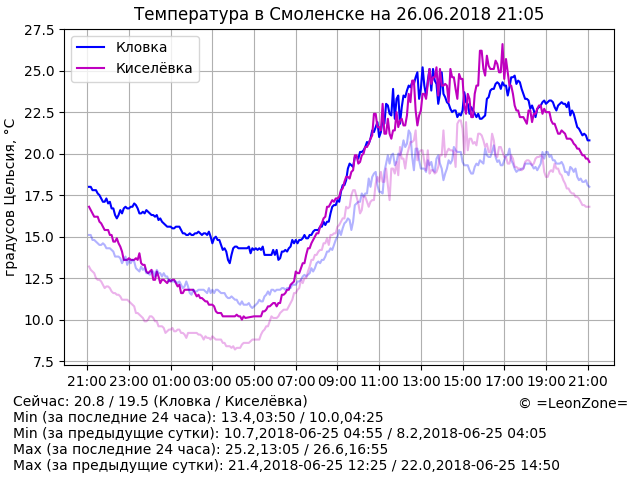 Температура в Смоленске на 26.06.2018 21:05
27.5
25.0
22.5
20.0
17.5
15.0
12.5
10.0
7.5
градусов Цельсия, °C
Кловка
Киселёвка
21:00 23:00 01:00 03:00 05:00 07:00 09:00 11:00 13:00 15:00 17:00 19:00 21:00
Сейчас: 20.8 / 19.5 (Кловка / Киселёвка)
© =LeonZone=
Min (за последние 24 часа): 13.4,03:50 / 10.0,04:25
Min (за предыдущие сутки): 10.7,2018-06-25 04:55 / 8.2,2018-06-25 04:05
Max (за последние 24 часа): 25.2,13:05 / 26.6,16:55
Max (за предыдущие сутки): 21.4,2018-06-25 12:25 / 22.0,2018-06-25 14:50